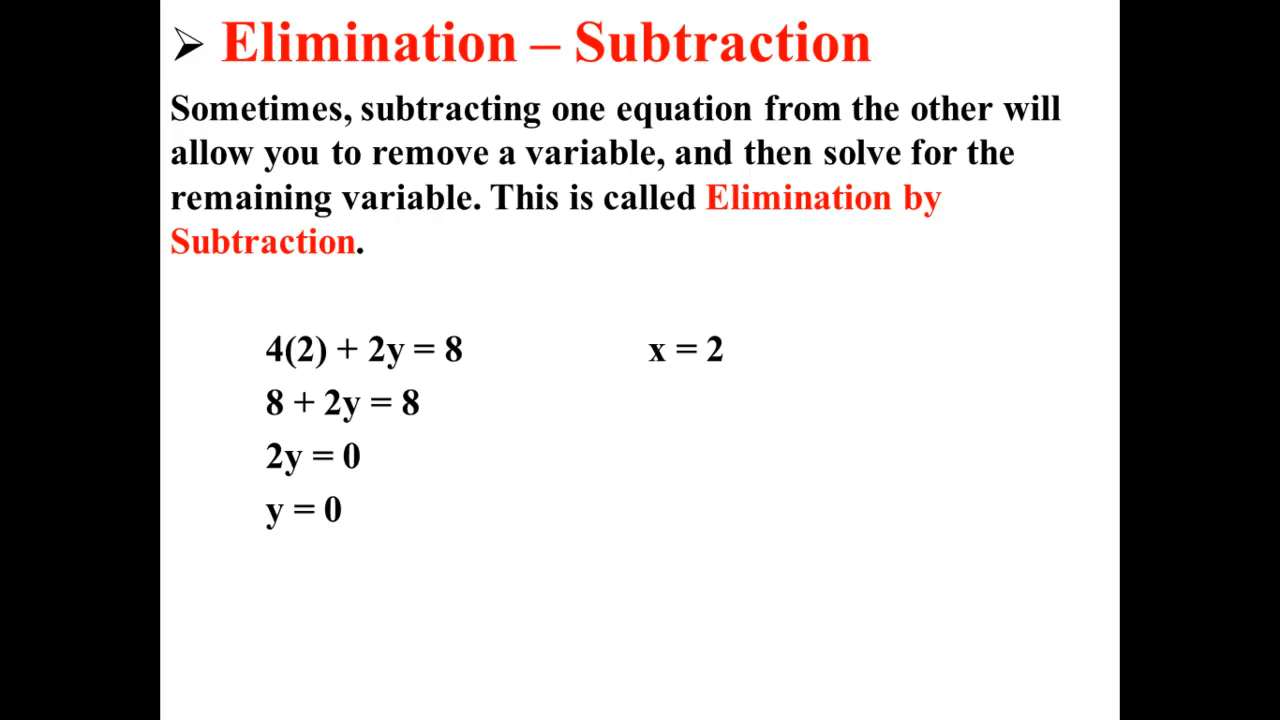 ➢ Elimination – Subtraction
Sometimes, subtracting one equation from the other will
allow you to remove a variable, and then solve for the
remaining variable. This is called Elimination by
Subtraction.
4(2) + 2y = 8 x = 2
8 + 2y = 8
2y = 0
y = 0